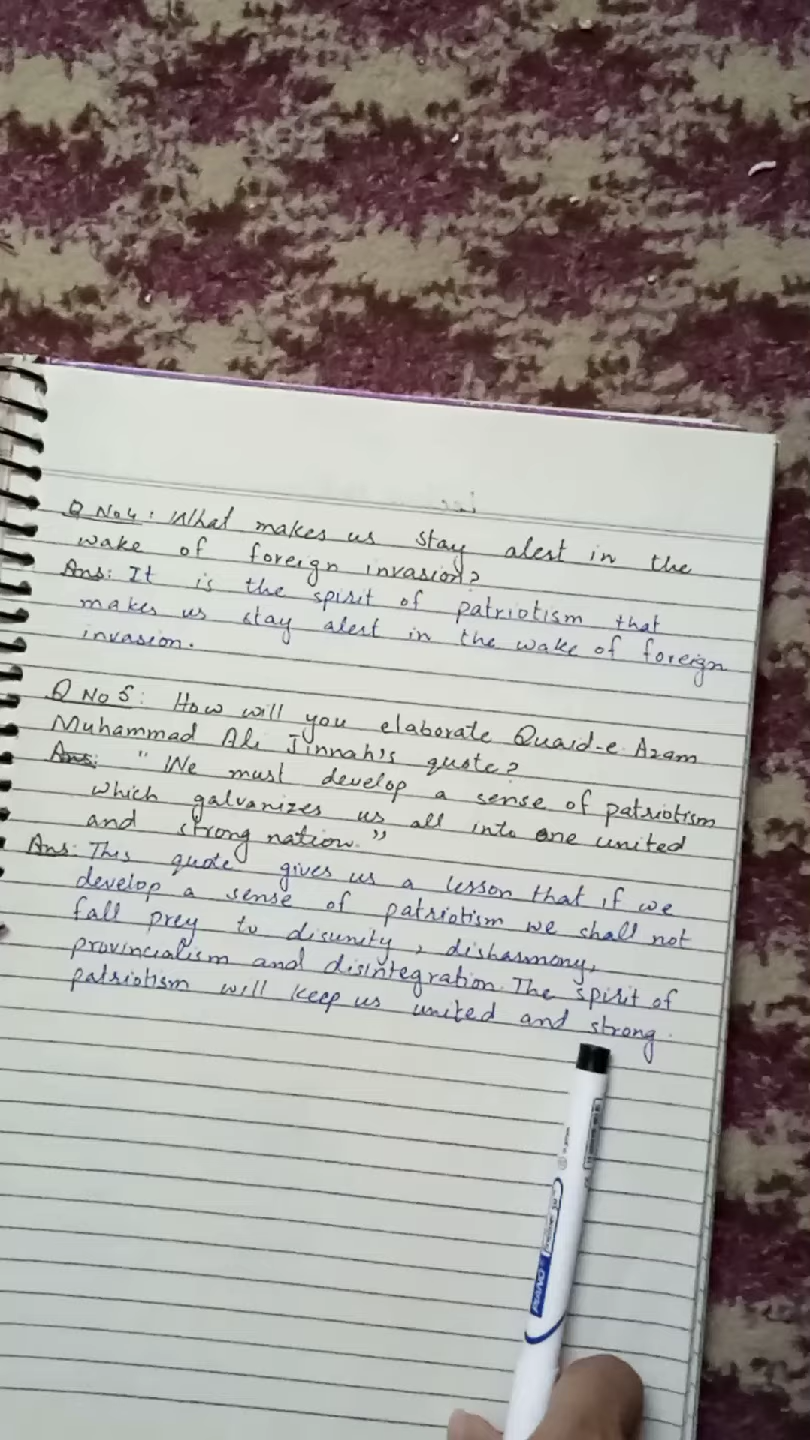 Q No 4: What makes us stay alert in the
wake of foreign invasion?
Ans: It is the spirit of patriotism that
makes us stay alert in the wake of foreign
invasion.
Q No 5: How will you elaborate Quaid-e-Azam
Muhammad Ali Jinnah's quote?
Ans: "We must develop a sense of patriotism
which galvanizes us all into one united
and strong nation."
Ans: This quote gives us a lesson that if we
develop a sense of patriotism we shall not
fall prey to disunity, disharmony,
provincialism and disintegration. The spirit of
patriotism will keep us united and strong.
PIANO